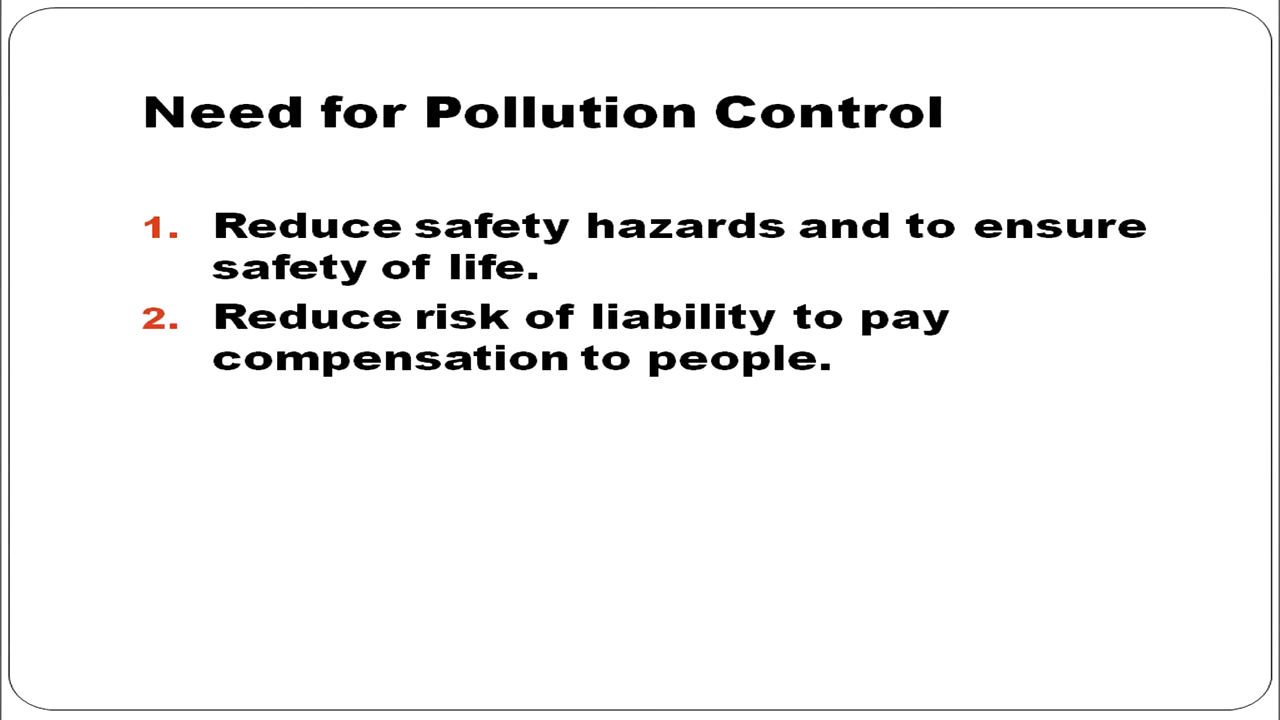 Need for Pollution Control
1. Reduce safety hazards and to ensure
safety of life.
2. Reduce risk of liability to pay
compensation to people.